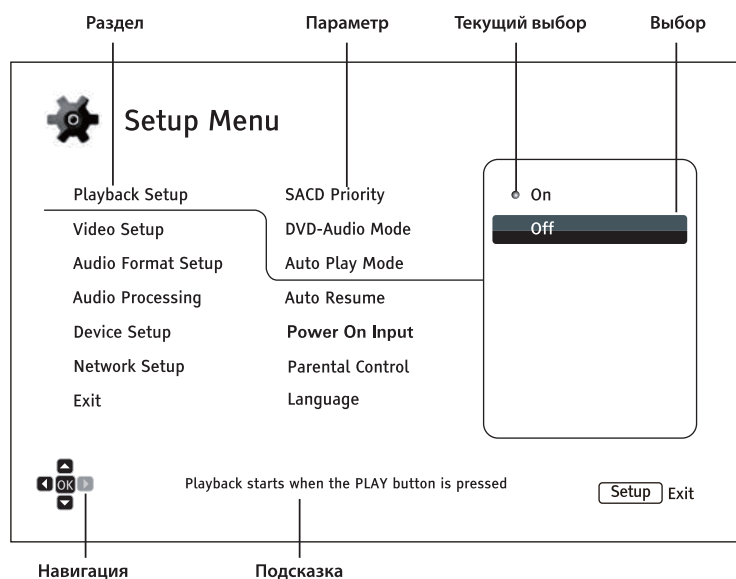 Раздел Параметр Текущий выбор Выбор
Setup Menu
Playback Setup SACD Priority On
Video Setup DVD-Audio Mode Off
Audio Format Setup Auto Play Mode
Audio Processing Auto Resume
Device Setup Power On Input
Network Setup Parental Control
Exit Language
OK Playback starts when the PLAY button is pressed Setup Exit
Навигация Подсказка